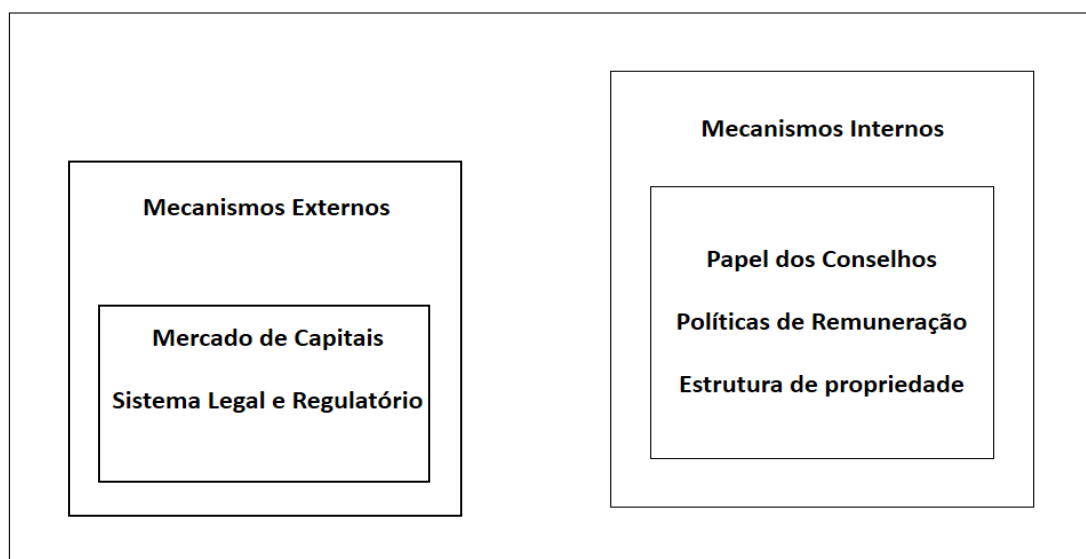 Mecanismos Externos
Mercado de Capitais
Sistema Legal e Regulatório
Mecanismos Internos
Papel dos Conselhos
Políticas de Remuneração
Estrutura de propriedade